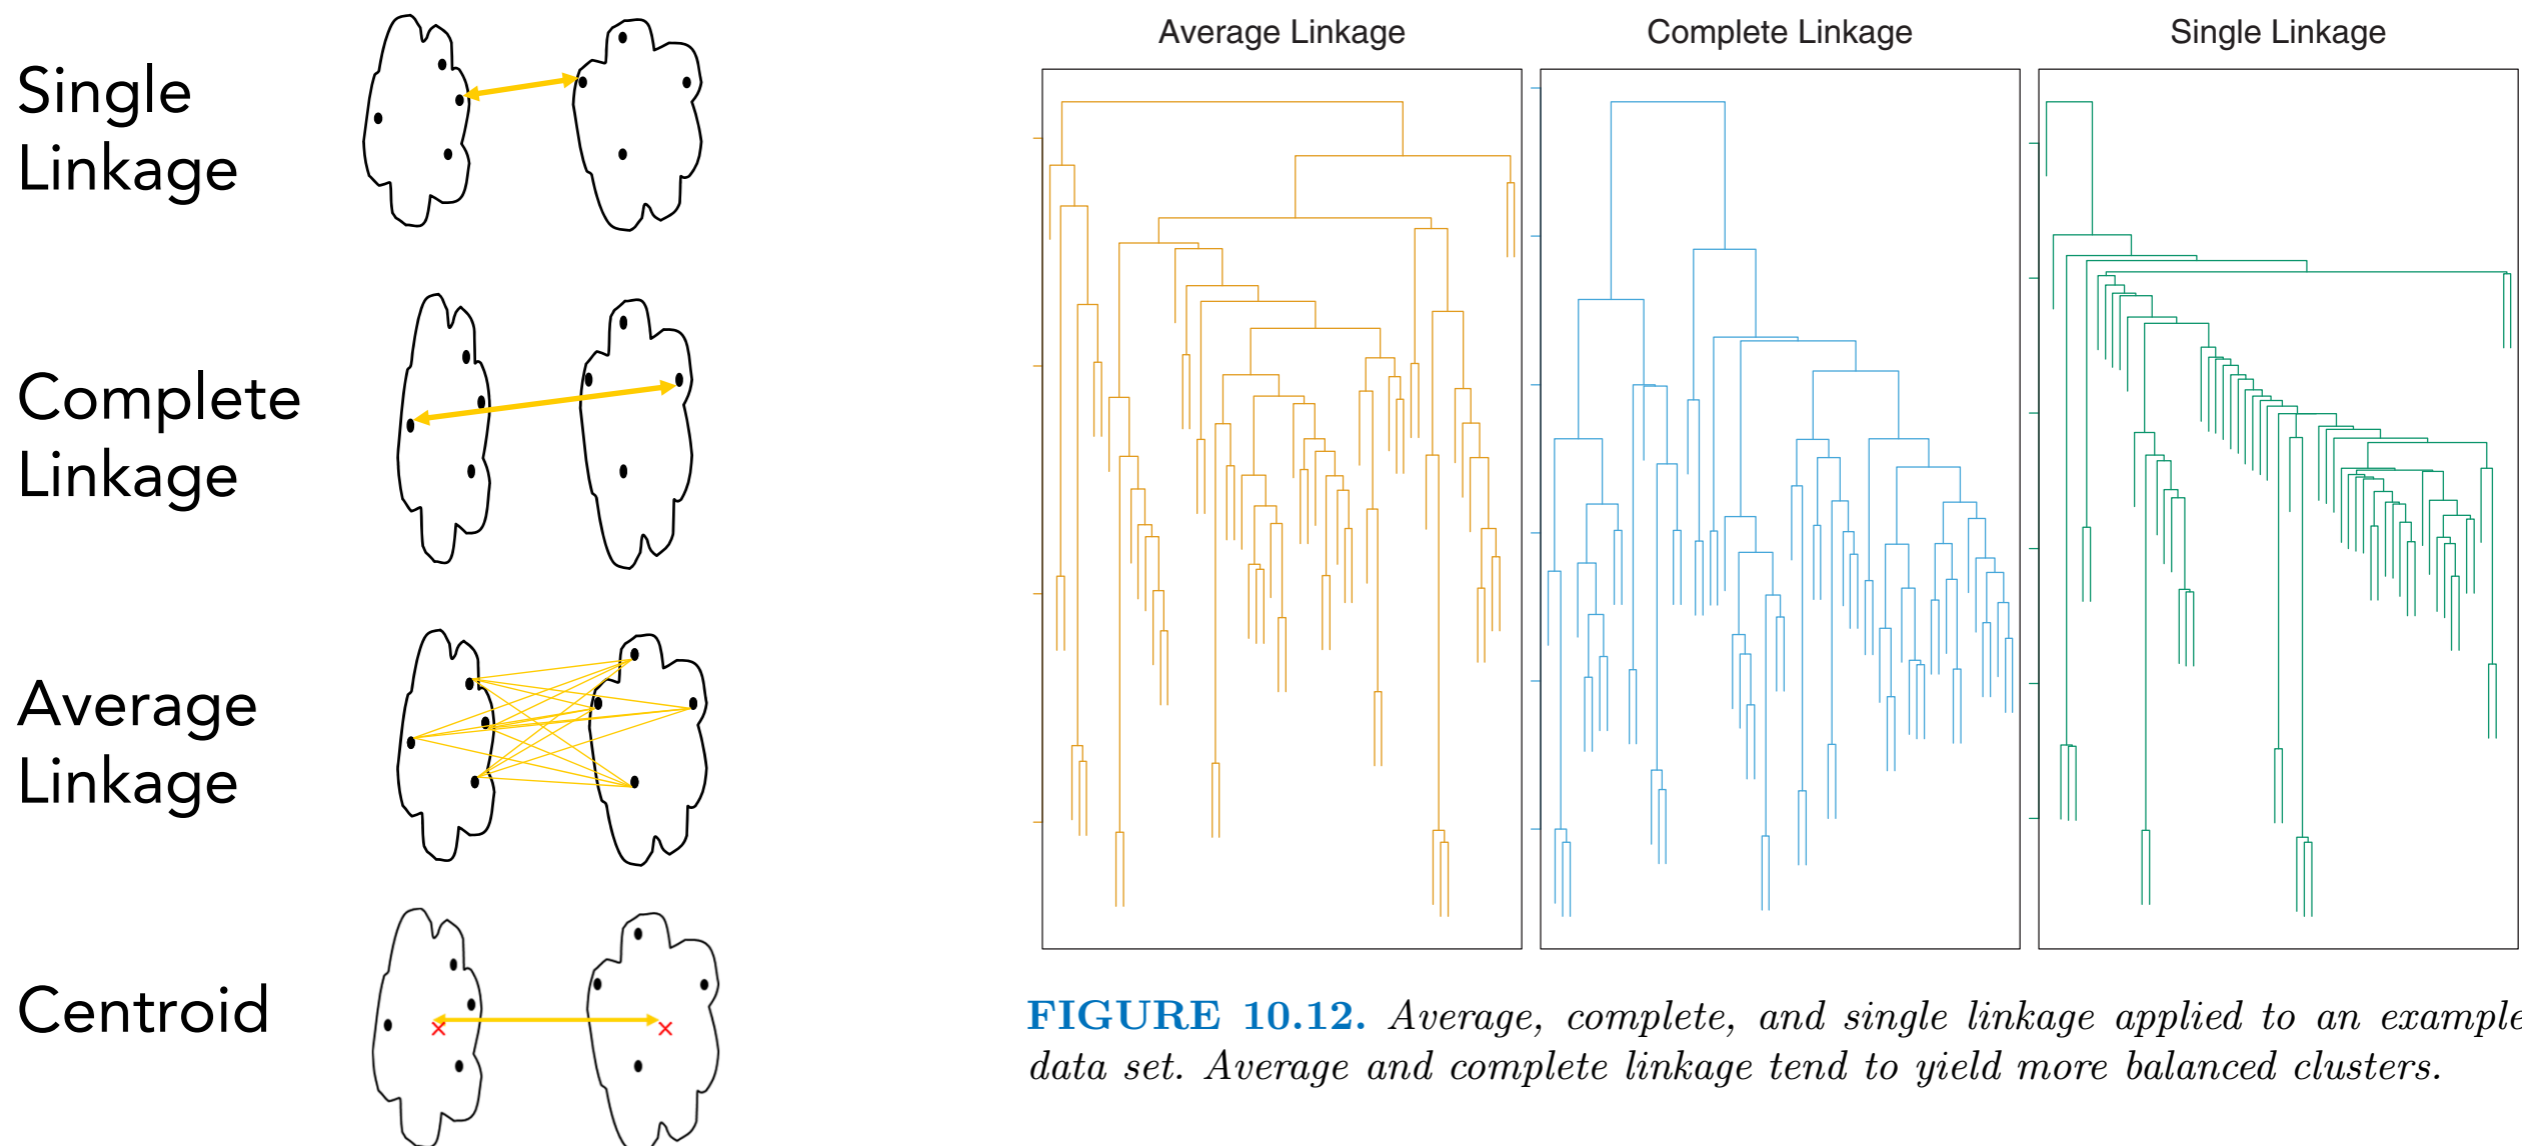 Single
Linkage
Complete
Linkage
Average
Linkage
Centroid
Average Linkage
Complete Linkage
Single Linkage
FIGURE 10.12. Average, complete, and single linkage applied to an example
data set. Average and complete linkage tend to yield more balanced clusters.